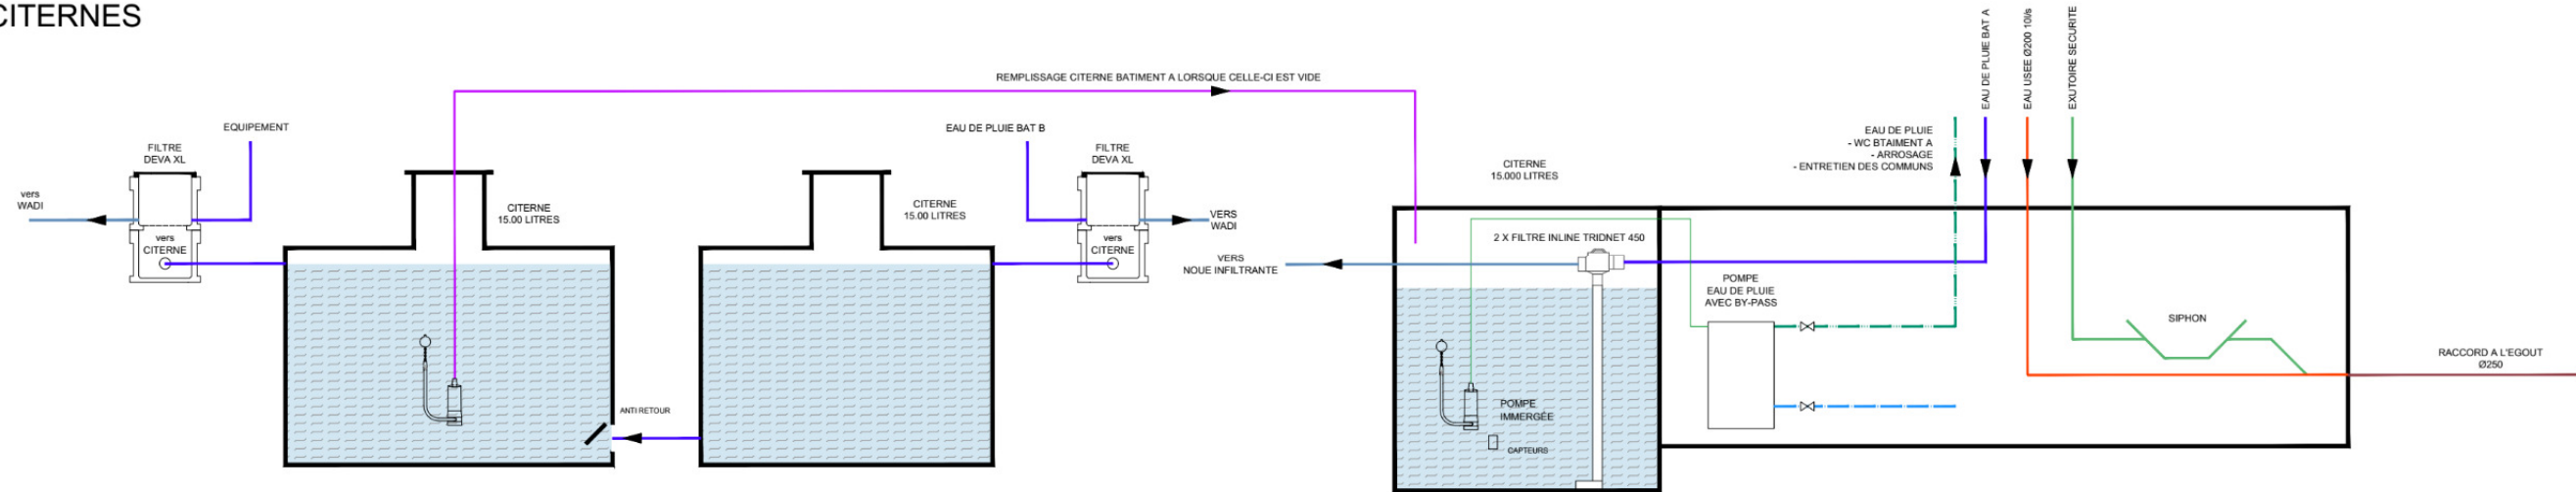 CITERNES
REMPLISSAGE CITERNE BATIMENT A LORSQUE CELLE-CI EST VIDE
EAU DE PLUIE BAT A
EAU USEE Ø200 10l/s
EXUTOIRE SECURITE
EQUIPEMENT
FILTRE
DEVA XL
vers
WADI
vers
CITERNE
CITERNE
15.00 LITRES
ANTI RETOUR
CITERNE
15.00 LITRES
EAU DE PLUIE BAT B
FILTRE
DEVA XL
vers
CITERNE
VERS
WADI
VERS
NOUE INFILTRANTE
CITERNE
15.000 LITRES
2 X FILTRE INLINE TRIDNET 450
POMPE
IMMERGÉE
CAPTEURS
EAU DE PLUIE
- WC BTAIMENT A
- ARROSAGE
- ENTRETIEN DES COMMUNS
POMPE
EAU DE PLUIE
AVEC BY-PASS
SIPHON
RACCORD A L'EGOUT
Ø250